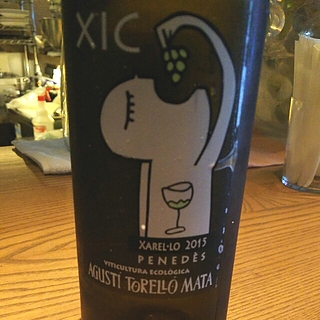 XIC
XAREL·LO 2015
PENEDÈS
VITICULTURA ECOLÒGICA
AGUSTÍ TORELLÓ MATA